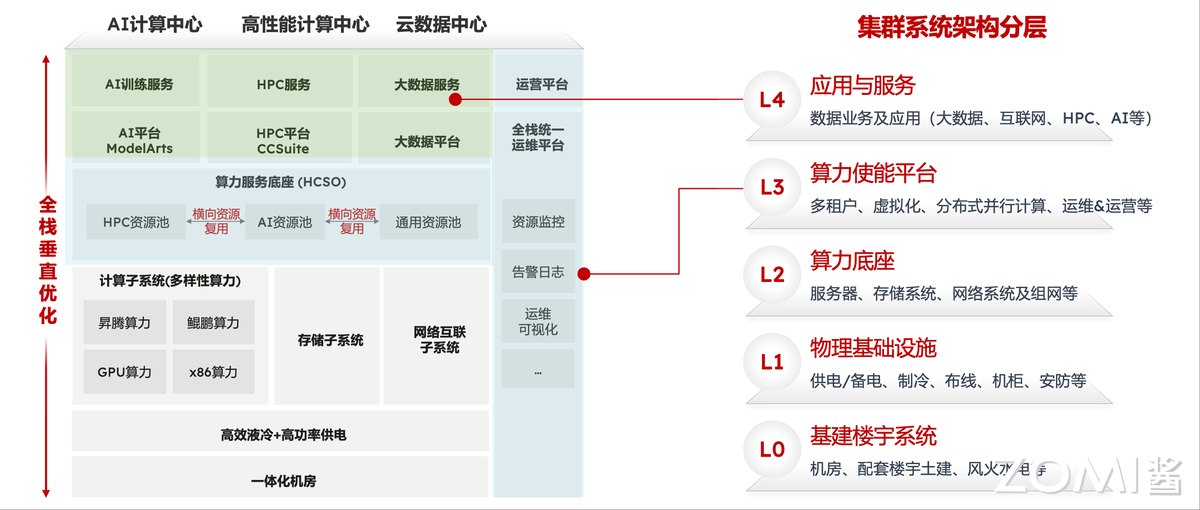 AI计算中心
高性能计算中心
云数据中心
AI训练服务
HPC服务
大数据服务
运营平台
AI平台
ModelArts
HPC平台
CCSuite
大数据平台
全栈统一
运维平台
算力服务底座 (HCSO)
HPC资源池
横向资源
复用
AI资源池
横向资源
复用
通用资源池
资源监控
告警日志
运维
可视化
...
计算子系统(多样性算力)
昇腾算力
鲲鹏算力
GPU算力
x86算力
存储子系统
网络互联
子系统
高效液冷+高功率供电
一体化机房
全栈垂直优化
集群系统架构分层
L4
应用与服务
数据业务及应用（大数据、互联网、HPC、AI等）
L3
算力使能平台
多租户、虚拟化、分布式并行计算、运维&运营等
L2
算力底座
服务器、存储系统、网络系统及组网等
L1
物理基础设施
供电/备电、制冷、布线、机柜、安防等
L0
基建楼宇系统
机房、配套楼宇土建、风火水电等
ZOMI酱